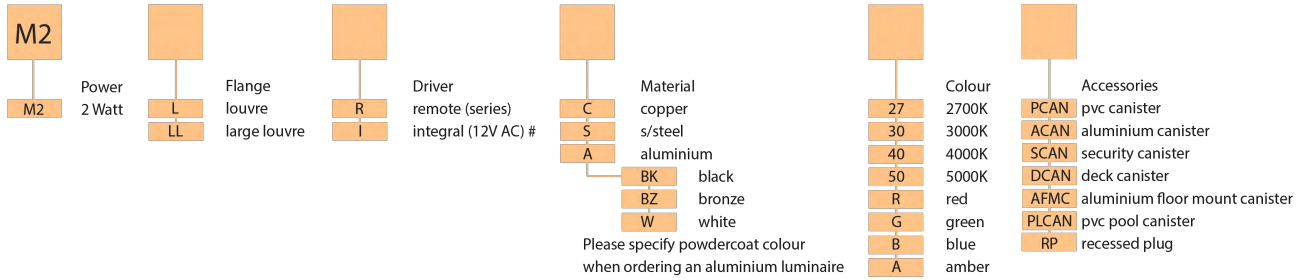 M2
Power
M2 2 Watt
Flange
L louvre
LL large louvre
Driver
R remote (series)
I integral (12V AC) #
Material
C copper
S s/steel
A aluminium
BK black
BZ bronze
W white
Please specify powdercoat colour
when ordering an aluminium luminaire
Colour
27 2700K
30 3000K
40 4000K
50 5000K
R red
G green
B blue
A amber
Accessories
PCAN pvc canister
ACAN aluminium canister
SCAN security canister
DCAN deck canister
AFMC aluminium floor mount canister
PLCAN pvc pool canister
RP recessed plug